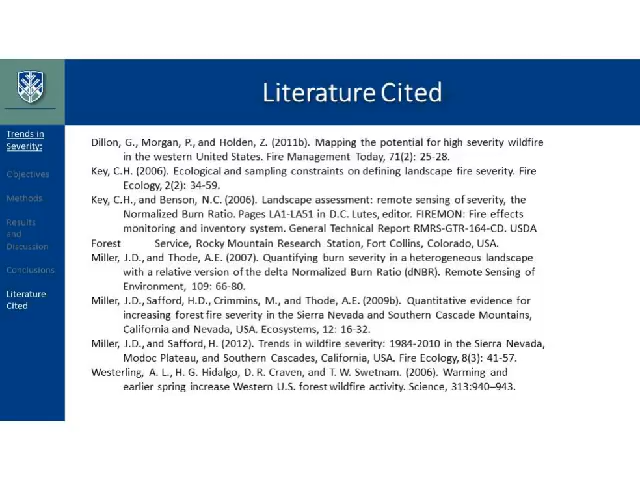 Literature Cited
Trends in
Severity:
Objectives
Methods
Results
and
Discussion
Conclusions
Literature
Cited
Dillon, G., Morgan, P., and Holden, Z. (2011b). Mapping the potential for high severity wildfire
in the western United States. Fire Management Today, 71(2): 25-28.
Key, C.H. (2006). Ecological and sampling constraints on defining landscape fire severity. Fire
Ecology, 2(2): 34-59.
Key, C.H., and Benson, N.C. (2006). Landscape assessment: remote sensing of severity, the
Normalized Burn Ratio. Pages LA1-LA51 in D.C. Lutes, editor. FIREMON: Fire effects
monitoring and inventory system. General Technical Report RMRS-GTR-164-CD. USDA
Forest Service, Rocky Mountain Research Station, Fort Collins, Colorado, USA.
Miller, J.D., and Thode, A.E. (2007). Quantifying burn severity in a heterogeneous landscape
with a relative version of the delta Normalized Burn Ratio (dNBR). Remote Sensing of
Environment, 109: 66-80.
Miller, J.D., Safford, H.D., Crimmins, M., and Thode, A.E. (2009b). Quantitative evidence for
increasing forest fire severity in the Sierra Nevada and Southern Cascade Mountains,
California and Nevada, USA. Ecosystems, 12: 16-32.
Miller, J.D., and Safford, H. (2012). Trends in wildfire severity: 1984-2010 in the Sierra Nevada,
Modoc Plateau, and Southern Cascades, California, USA. Fire Ecology, 8(3): 41-57.
Westerling, A. L., H. G. Hidalgo, D. R. Craven, and T. W. Swetnam. (2006). Warming and
earlier spring increase Western U.S. forest wildfire activity. Science, 313:940–943.